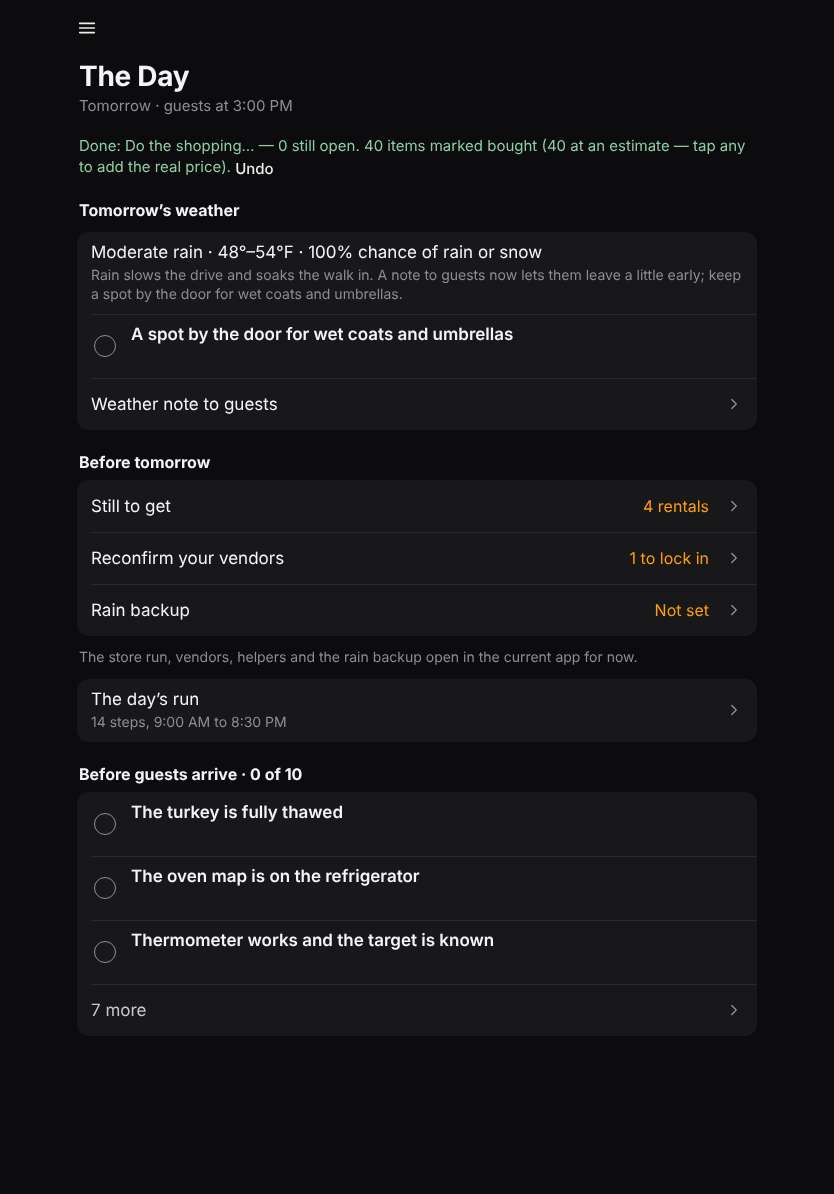 The Day
Tomorrow · guests at 3:00 PM
Done: Do the shopping… — 0 still open. 40 items marked bought (40 at an estimate — tap any
to add the real price). Undo
Tomorrow’s weather
Moderate rain · 48°–54°F · 100% chance of rain or snow
Rain slows the drive and soaks the walk in. A note to guests now lets them leave a little early; keep
a spot by the door for wet coats and umbrellas.
A spot by the door for wet coats and umbrellas
Weather note to guests
Before tomorrow
Still to get 4 rentals
Reconfirm your vendors 1 to lock in
Rain backup Not set
The store run, vendors, helpers and the rain backup open in the current app for now.
The day’s run
14 steps, 9:00 AM to 8:30 PM
Before guests arrive · 0 of 10
The turkey is fully thawed
The oven map is on the refrigerator
Thermometer works and the target is known
7 more